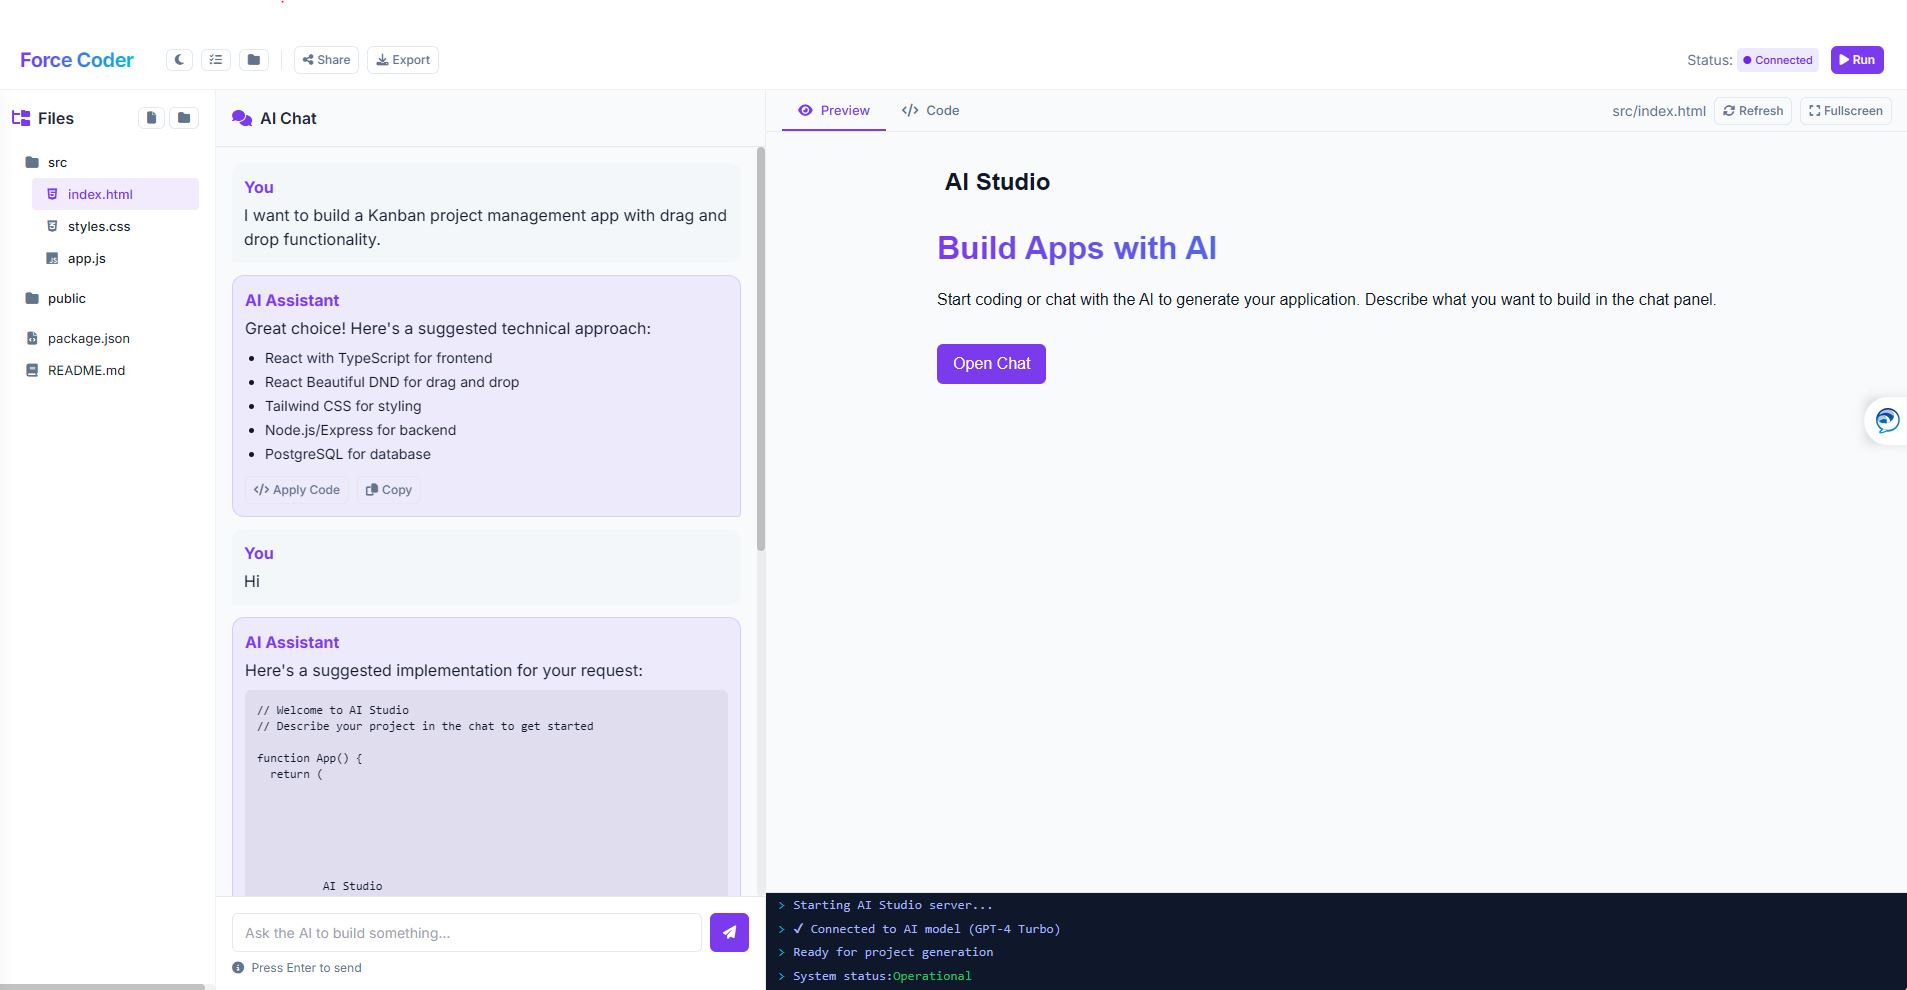 Force Coder
Share
Export
Status:
Connected
Run
Files
src
index.html
styles.css
app.js
public
package.json
README.md
AI Chat
You
I want to build a Kanban project management app with drag and
drop functionality.
AI Assistant
Great choice! Here's a suggested technical approach:
• React with TypeScript for frontend
• React Beautiful DND for drag and drop
• Tailwind CSS for styling
• Node.js/Express for backend
• PostgreSQL for database
</> Apply Code
Copy
You
Hi
AI Assistant
Here's a suggested implementation for your request:
// Welcome to AI Studio
// Describe your project in the chat to get started
function App() {
return (
AI Studio
Ask the AI to build something...
Press Enter to send
Preview
</> Code
src/index.html
Refresh
Fullscreen
AI Studio
Build Apps with AI
Start coding or chat with the AI to generate your application. Describe what you want to build in the chat panel.
Open Chat
> Starting AI Studio server...
> ✓ Connected to AI model (GPT-4 Turbo)
> Ready for project generation
> System status:Operational